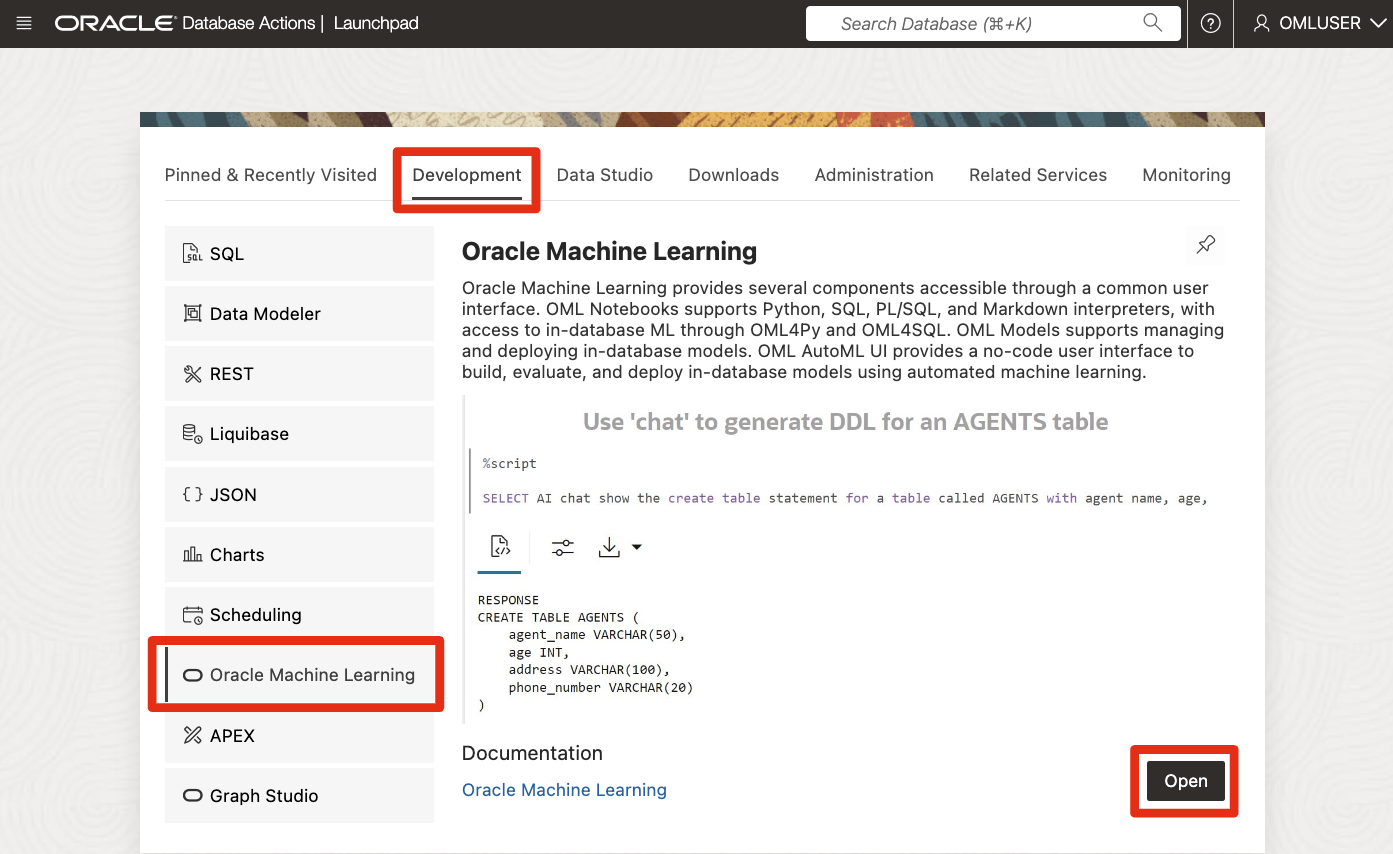 ORACLE® Database Actions | Launchpad
Search Database (⌘+K)
OMLUSER
Pinned & Recently Visited
Development
Data Studio
Downloads
Administration
Related Services
Monitoring
SQL
Data Modeler
REST
Liquibase
JSON
Charts
Scheduling
Oracle Machine Learning
APEX
Graph Studio
Oracle Machine Learning
Oracle Machine Learning provides several components accessible through a common user
interface. OML Notebooks supports Python, SQL, PL/SQL, and Markdown interpreters, with
access to in-database ML through OML4Py and OML4SQL. OML Models supports managing
and deploying in-database models. OML AutoML UI provides a no-code user interface to
build, evaluate, and deploy in-database models using automated machine learning.
Use 'chat' to generate DDL for an AGENTS table
%script
SELECT AI chat show the create table statement for a table called AGENTS with agent name, age,
RESPONSE
CREATE TABLE AGENTS (
agent_name VARCHAR(50),
age INT,
address VARCHAR(100),
phone_number VARCHAR(20)
)
Documentation
Oracle Machine Learning
Open